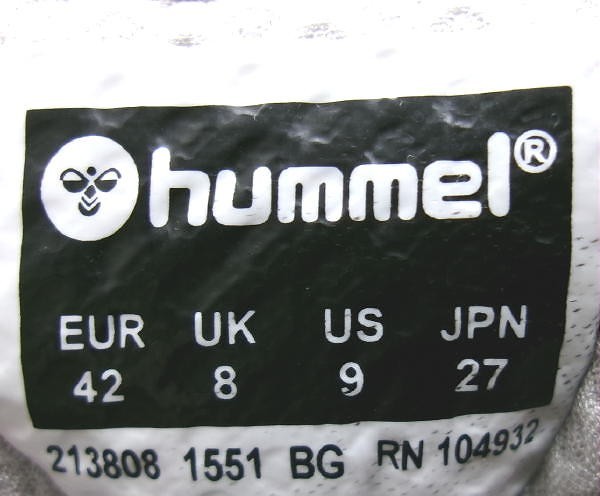 hummel®
EUR UK US JPN
42 8 9 27
213808 1551 BG RN 104932